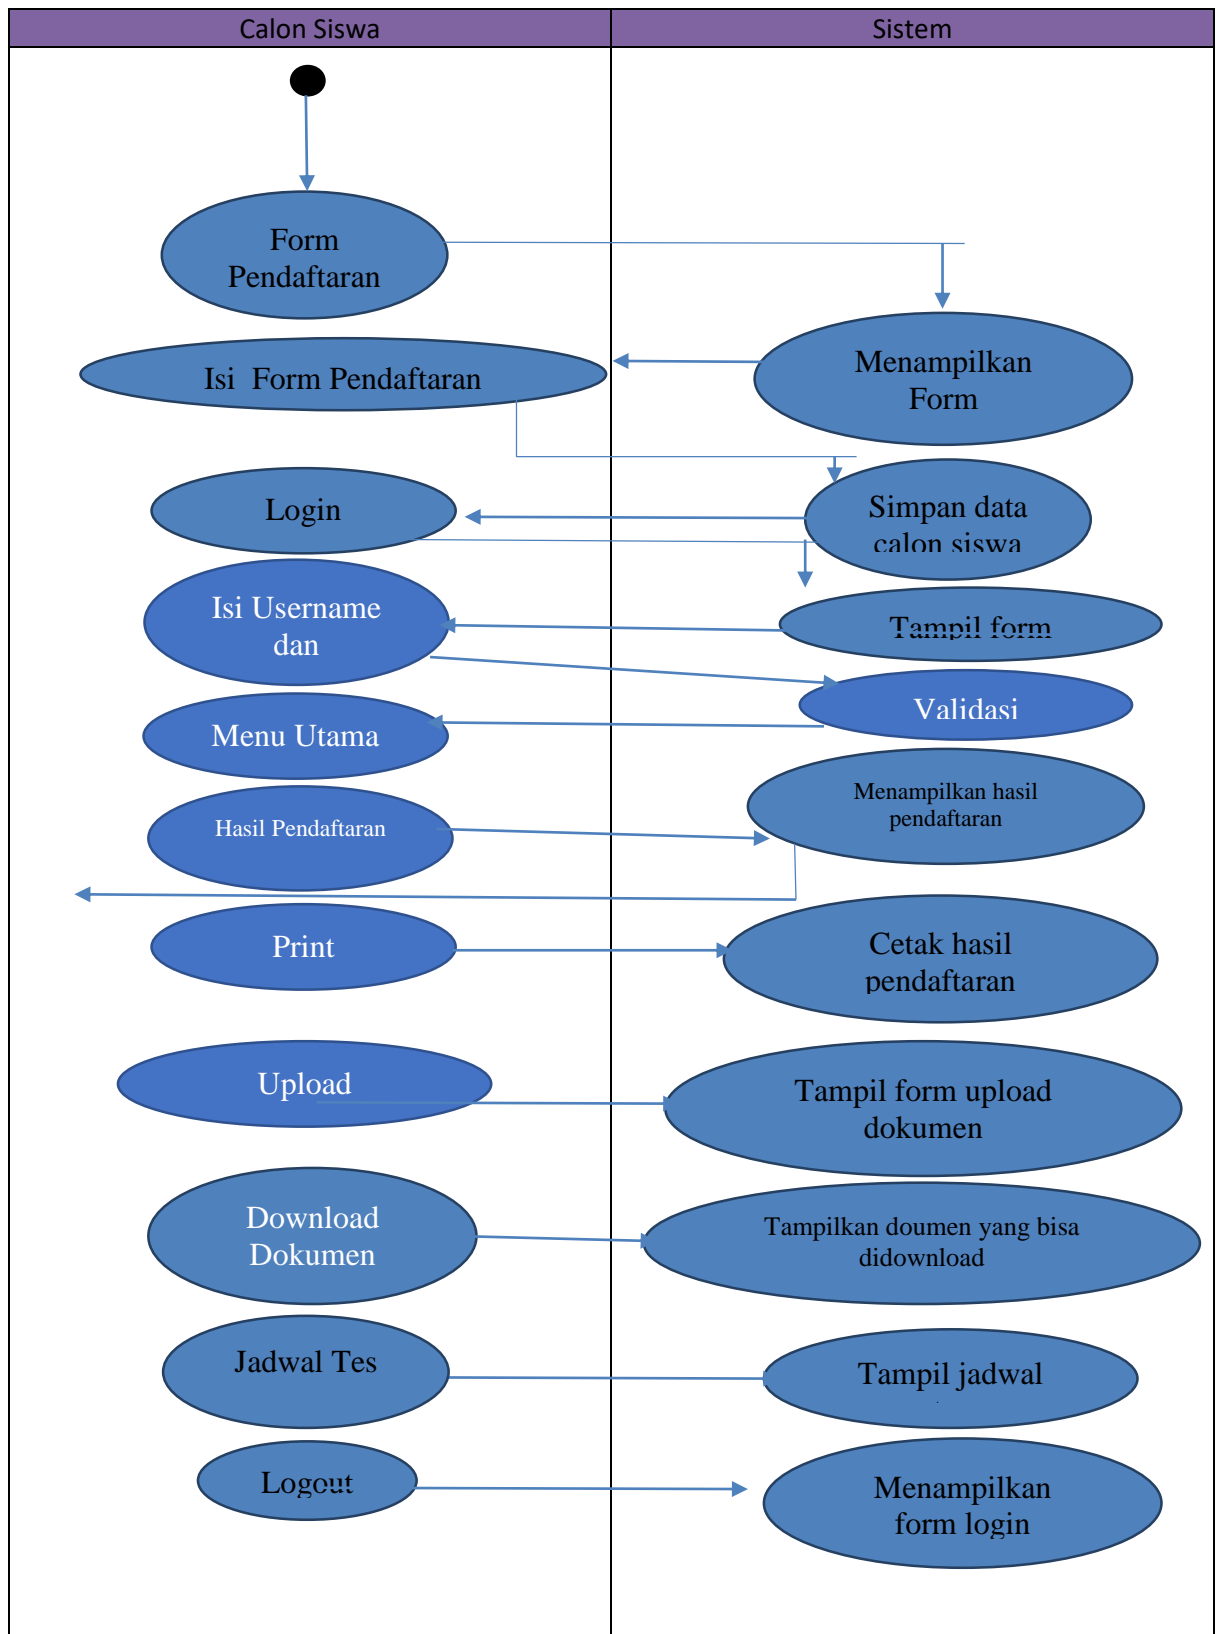 Calon Siswa
Sistem
Form
Pendaftaran
Menampilkan
Form
Isi Form Pendaftaran
Login
Simpan data
calon siswa
Isi Username
dan
Tampil form
Validasi
Menu Utama
Menampilkan hasil
pendaftaran
Hasil Pendaftaran
Print
Cetak hasil
pendaftaran
Upload
Tampil form upload
dokumen
Download
Dokumen
Tampilkan doumen yang bisa
didownload
Jadwal Tes
Tampil jadwal
Logout
Menampilkan
form login